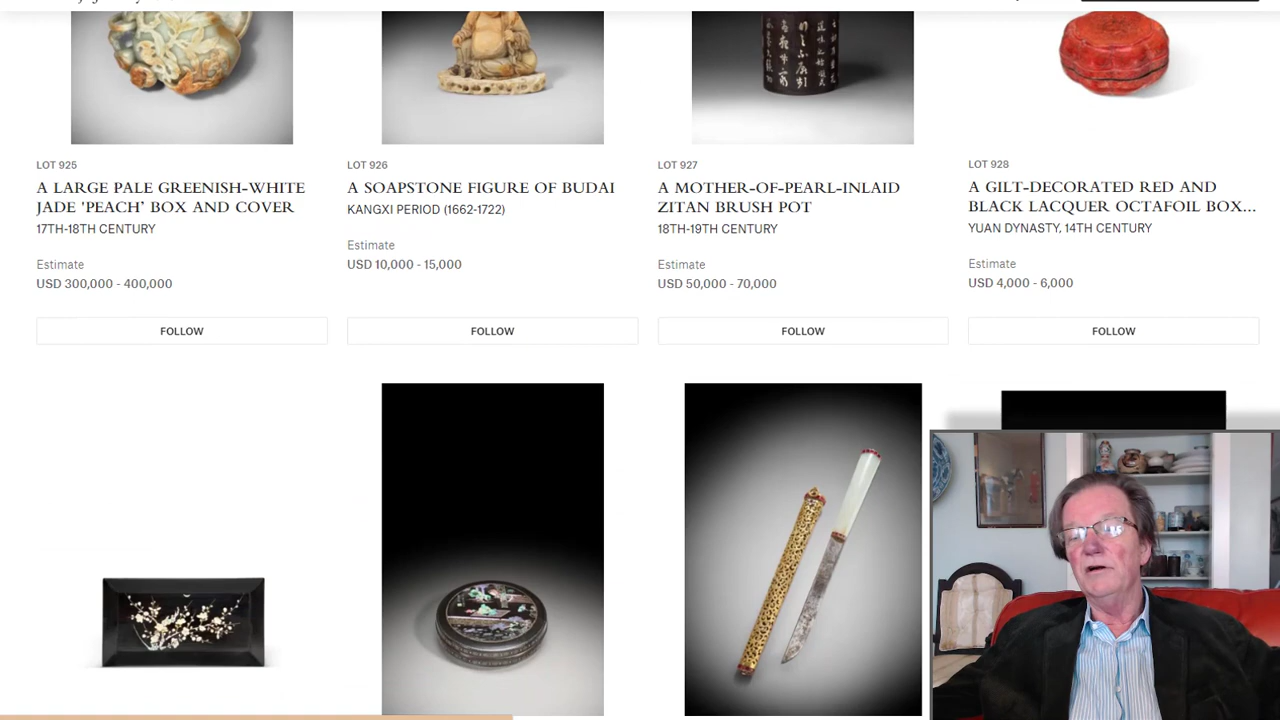 LOT 925
A LARGE PALE GREENISH-WHITE
JADE 'PEACH’ BOX AND COVER
17TH-18TH CENTURY
Estimate
USD 300,000 - 400,000
FOLLOW
LOT 926
A SOAPSTONE FIGURE OF BUDAI
KANGXI PERIOD (1662-1722)
Estimate
USD 10,000 - 15,000
FOLLOW
LOT 927
A MOTHER-OF-PEARL-INLAID
ZITAN BRUSH POT
18TH-19TH CENTURY
Estimate
USD 50,000 - 70,000
FOLLOW
LOT 928
A GILT-DECORATED RED AND
BLACK LACQUER OCTAFOIL BOX...
YUAN DYNASTY, 14TH CENTURY
Estimate
USD 4,000 - 6,000
FOLLOW